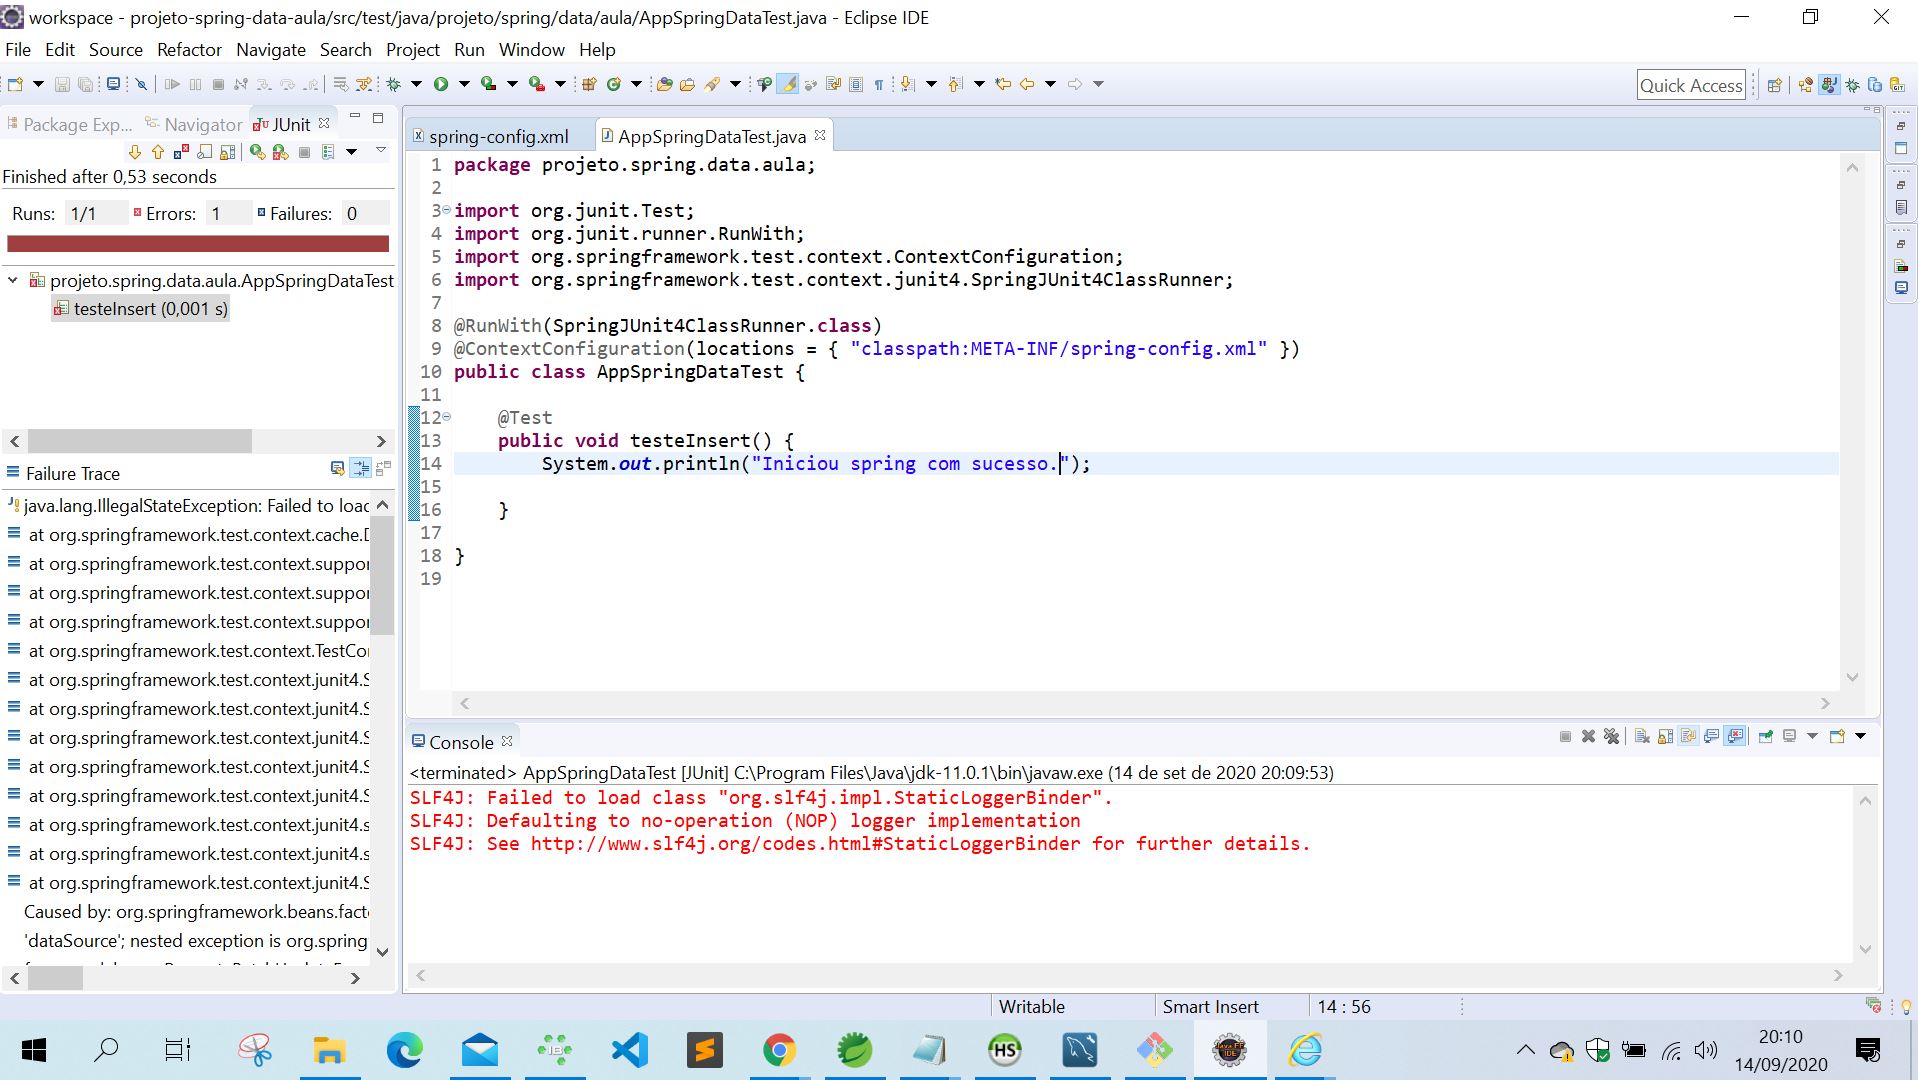 workspace - projeto-spring-data-aula/src/test/java/projeto/spring/data/aula/AppSpringDataTest.java - Eclipse IDE
File Edit Source Refactor Navigate Search Project Run Window Help
Quick Access
Package Exp... Navigator JUnit
Finished after 0,53 seconds
Runs: 1/1 Errors: 1 Failures: 0
projeto.spring.data.aula.AppSpringDataTest
testeInsert (0,001 s)
Failure Trace
java.lang.IllegalStateException: Failed to load
at org.springframework.test.context.cache.D
at org.springframework.test.context.suppor
at org.springframework.test.context.suppor
at org.springframework.test.context.suppor
at org.springframework.test.context.TestCo
at org.springframework.test.context.junit4.S
at org.springframework.test.context.junit4.S
at org.springframework.test.context.junit4.S
at org.springframework.test.context.junit4.S
at org.springframework.test.context.junit4.S
at org.springframework.test.context.junit4.s
at org.springframework.test.context.junit4.s
at org.springframework.test.context.junit4.S
Caused by: org.springframework.beans.facto
'dataSource'; nested exception is org.spring
spring-config.xml AppSpringDataTest.java
1 package projeto.spring.data.aula;
2
3 import org.junit.Test;
4 import org.junit.runner.RunWith;
5 import org.springframework.test.context.ContextConfiguration;
6 import org.springframework.test.context.junit4.SpringJUnit4ClassRunner;
7
8 @RunWith(SpringJUnit4ClassRunner.class)
9 @ContextConfiguration(locations = { "classpath:META-INF/spring-config.xml" })
10 public class AppSpringDataTest {
11
12 @Test
13 public void testeInsert() {
14 System.out.println("Iniciou spring com sucesso.");
15
16 }
17
18 }
19
Console
<terminated> AppSpringDataTest [JUnit] C:\Program Files\Java\jdk-11.0.1\bin\javaw.exe (14 de set de 2020 20:09:53)
SLF4J: Failed to load class "org.slf4j.impl.StaticLoggerBinder".
SLF4J: Defaulting to no-operation (NOP) logger implementation
SLF4J: See http://www.slf4j.org/codes.html#StaticLoggerBinder for further details.
Writable Smart Insert 14 : 56
HS
20:10
14/09/2020